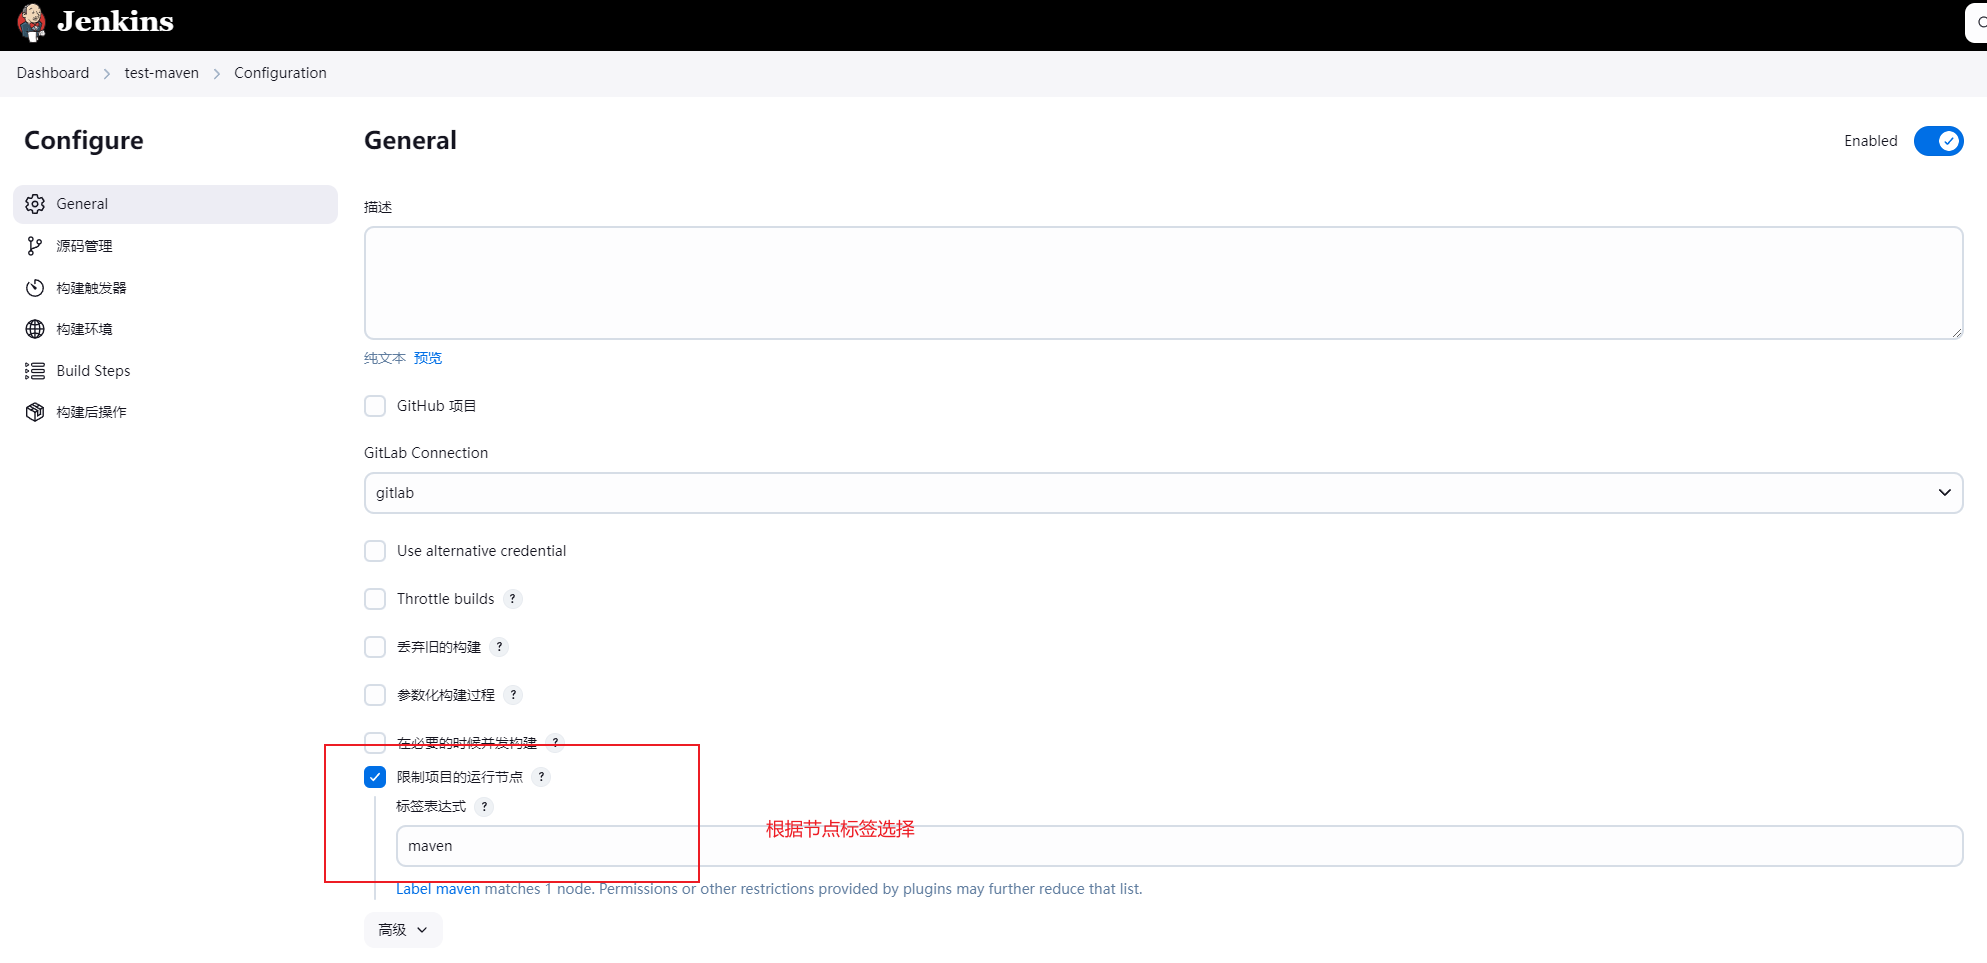 Jenkins
Dashboard > test-maven > Configuration
Configure
General
源码管理
构建触发器
构建环境
Build Steps
构建后操作
General
Enabled
描述
纯文本 预览
GitHub 项目
GitLab Connection
gitlab
Use alternative credential
Throttle builds ?
丢弃旧的构建 ?
参数化构建过程 ?
在必要的时候并发构建 ?
限制项目的运行节点 ?
标签表达式 ?
根据节点标签选择
maven
Label maven matches 1 node. Permissions or other restrictions provided by plugins may further reduce that list.
高级